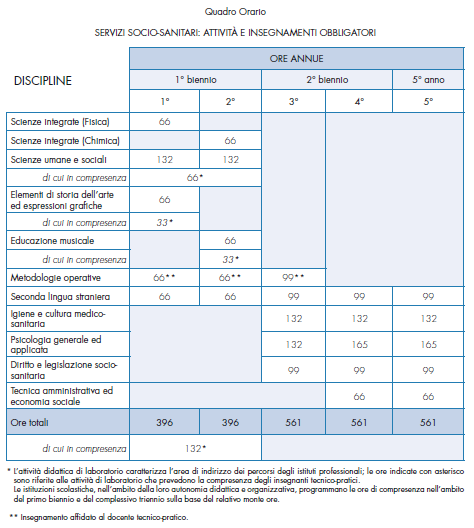 Quadro Orario
SERVIZI SOCIO-SANITARI: ATTIVITÀ E INSEGNAMENTI OBBLIGATORI
DISCIPLINE
ORE ANNUE
1° biennio 2° biennio 5° anno
1° 2° 3° 4° 5°
Scienze integrate (Fisica) 66
Scienze integrate (Chimica) 66
Scienze umane e sociali 132 132
di cui in compresenza 66*
Elementi di storia dell'arte
ed espressioni grafiche 66
di cui in compresenza 33*
Educazione musicale 66
di cui in compresenza 33*
Metodologie operative 66** 66** 99**
Seconda lingua straniera 66 66 99 99 99
Igiene e cultura medico-
sanitaria 132 132 132
Psicologia generale ed
applicata 132 165 165
Diritto e legislazione socio-
sanitaria 99 99 99
Tecnica amministrativa ed
economia sociale 66 66
Ore totali 396 396 561 561 561
di cui in compresenza 132*
* L'attività didattica di laboratorio caratterizza l'area di indirizzo dei percorsi degli istituti professionali; le ore indicate con asterisco
sono riferite alle attività di laboratorio che prevedono la compresenza degli insegnanti tecnico-pratici.
Le istituzioni scolastiche, nell'ambito della loro autonomia didattica e organizzativa, programmano le ore di compresenza nell'ambito
del primo biennio e del complessivo triennio sulla base del relativo monte ore.
** Insegnamento affidato al docente tecnico-pratico.